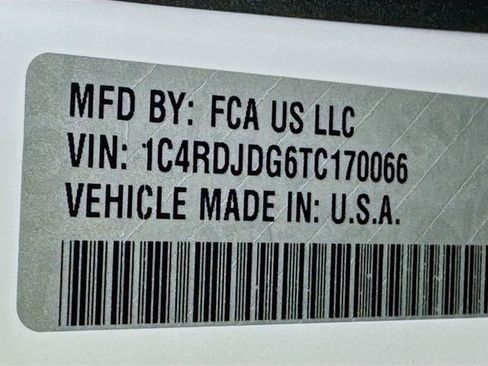 MFD BY: FCA US LLC
VIN: 1C4RDJDG6TC170066
VEHICLE MADE IN: U.S.A.